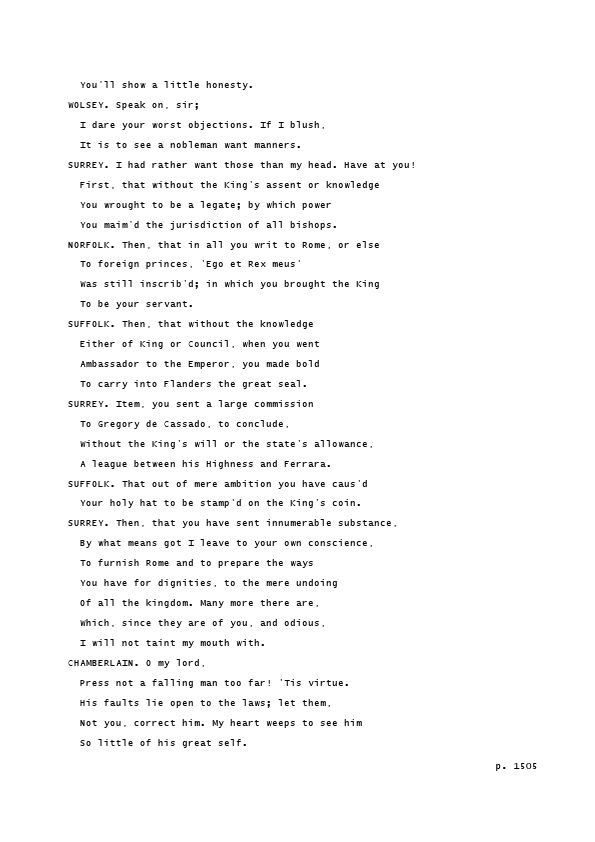 You'll show a little honesty.
WOLSEY. Speak on, sir;
I dare your worst objections. If I blush,
It is to see a nobleman want manners.
SURREY. I had rather want those than my head. Have at you!
First, that without the King's assent or knowledge
You wrought to be a legate; by which power
You maim'd the jurisdiction of all bishops.
NORFOLK. Then, that in all you writ to Rome, or else
To foreign princes, 'Ego et Rex meus'
Was still inscrib'd; in which you brought the King
To be your servant.
SUFFOLK. Then, that without the knowledge
Either of King or Council, when you went
Ambassador to the Emperor, you made bold
To carry into Flanders the great seal.
SURREY. Item, you sent a large commission
To Gregory de Cassado, to conclude,
Without the King's will or the state's allowance,
A league between his Highness and Ferrara.
SUFFOLK. That out of mere ambition you have caus'd
Your holy hat to be stamp'd on the King's coin.
SURREY. Then, that you have sent innumerable substance,
By what means got I leave to your own conscience,
To furnish Rome and to prepare the ways
You have for dignities, to the mere undoing
Of all the kingdom. Many more there are,
Which, since they are of you, and odious,
I will not taint my mouth with.
CHAMBERLAIN. O my lord,
Press not a falling man too far! 'Tis virtue.
His faults lie open to the laws; let them,
Not you, correct him. My heart weeps to see him
So little of his great self.
p. 1505